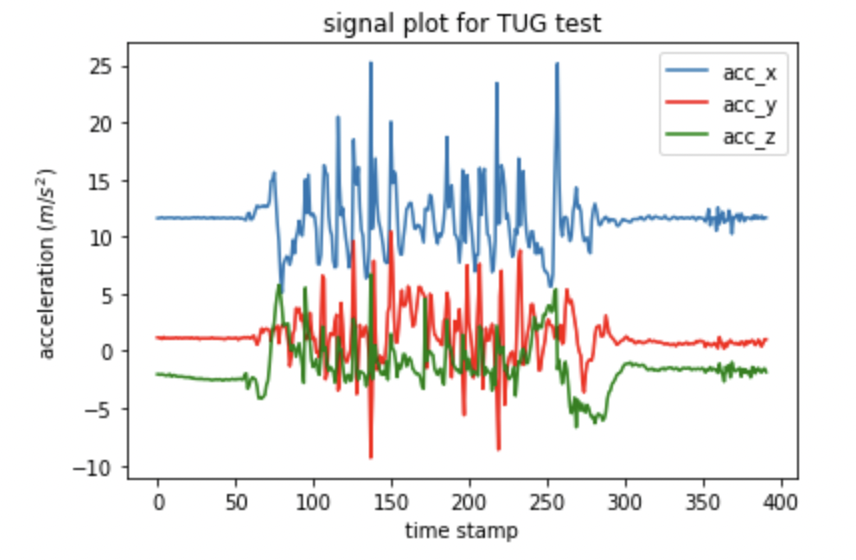 signal plot for TUG test
acc_x
acc_y
acc_z
acceleration (m/s²)
25
20
15
10
5
0
−5
−10
0 50 100 150 200 250 300 350 400
time stamp